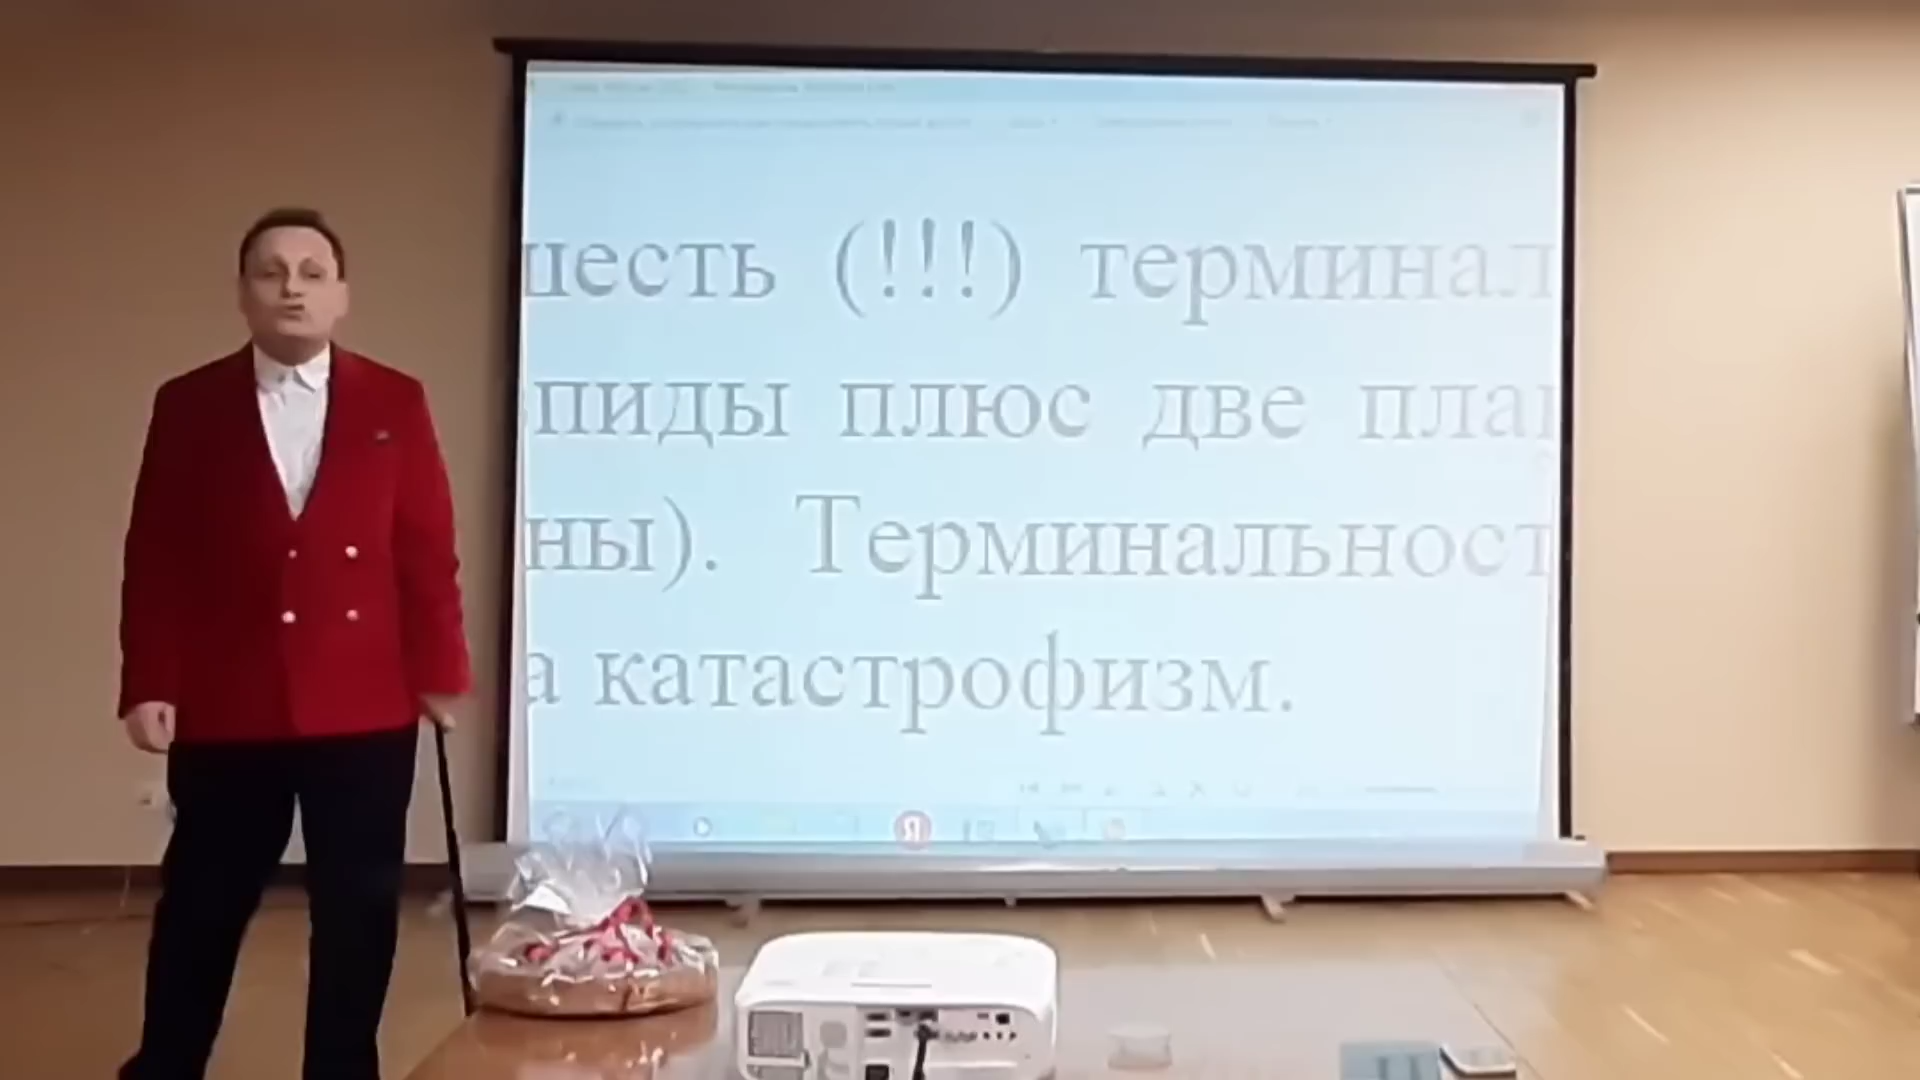 шесть (!!!) терминал
пиды плюс две пла
ны). Терминальност
а катастрофизм.
Я